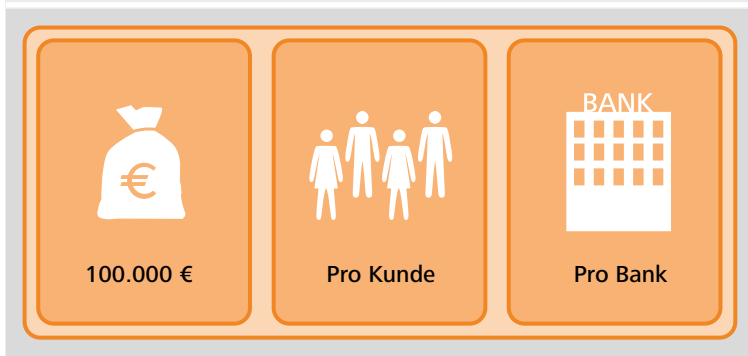 €
100.000 €
Pro Kunde
BANK
Pro Bank